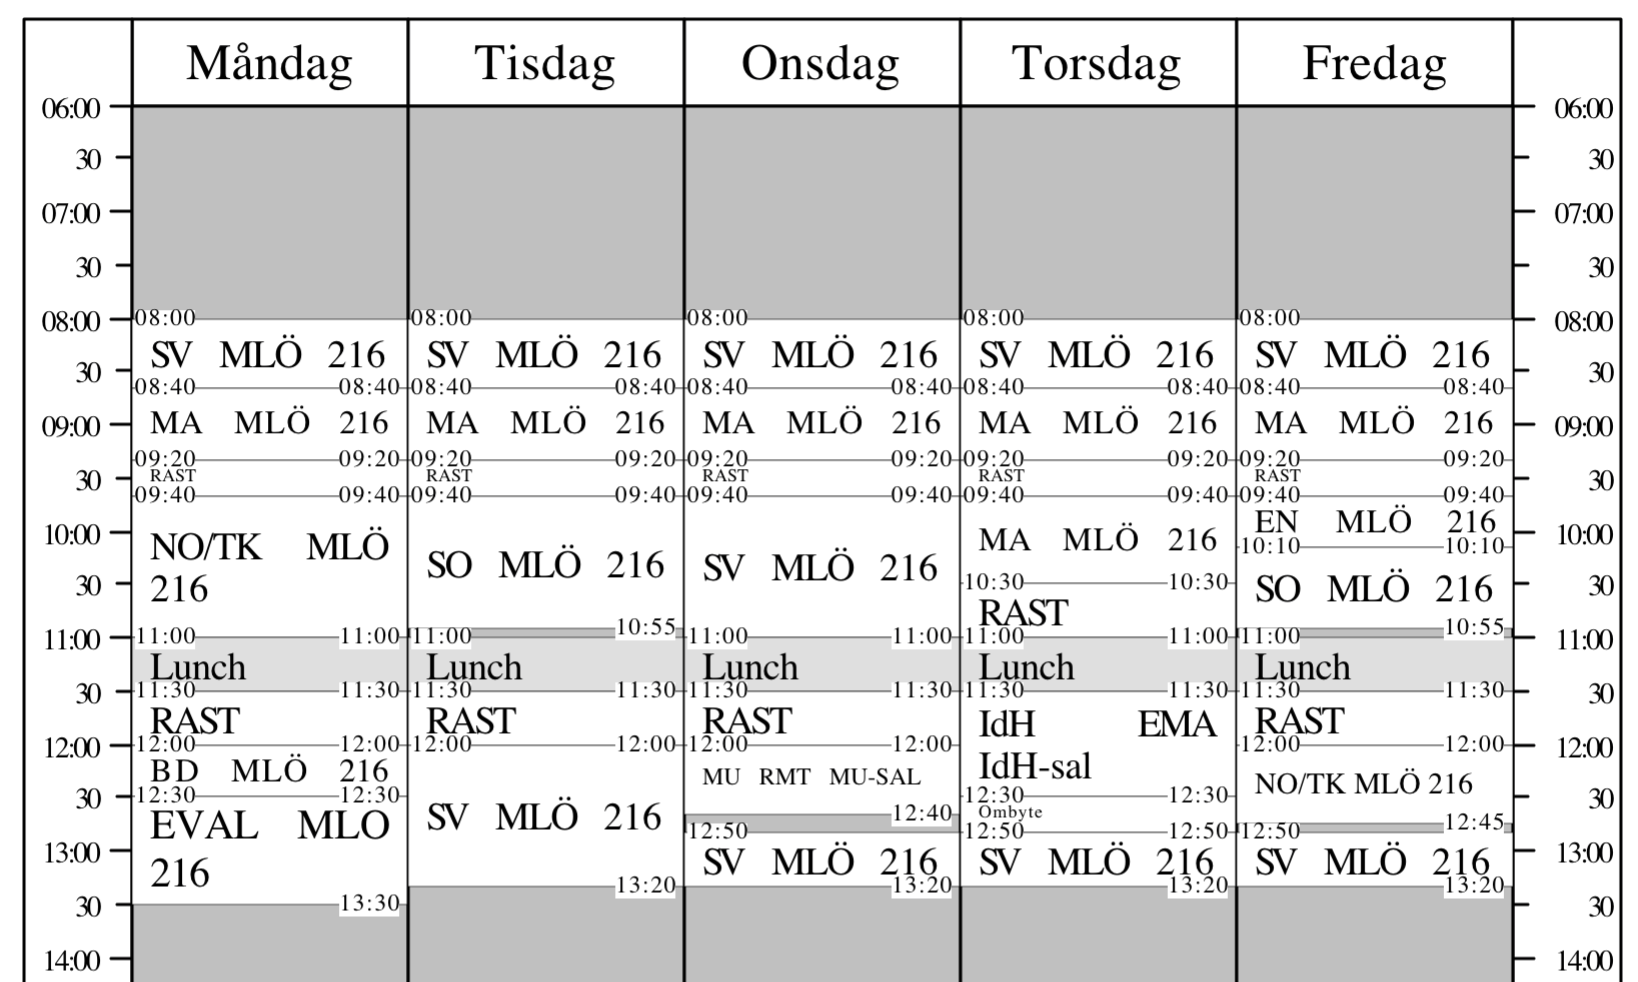 Måndag Tisdag Onsdag Torsdag Fredag
06:00 06:00
30 30
07:00 07:00
30 30
08:00 08:00 08:00 08:00 08:00 08:00 08:00
SV MLÖ 216 SV MLÖ 216 SV MLÖ 216 SV MLÖ 216 SV MLÖ 216
30 30
08:40 08:40 08:40 08:40 08:40 08:40 08:40 08:40 08:40 08:40
09:00 MA MLÖ 216 MA MLÖ 216 MA MLÖ 216 MA MLÖ 216 MA MLÖ 216 09:00
09:20 09:20 09:20 09:20 09:20 09:20 09:20 09:20 09:20 09:20
30 RAST RAST RAST RAST RAST 30
09:40 09:40 09:40 09:40 09:40 09:40 09:40 09:40 09:40 09:40
EN MLÖ 216
10:00 NO/TK MLÖ MA MLÖ 216 10:10 10:10 10:00
SO MLÖ 216 SV MLÖ 216
30 216 10:30 10:30 SO MLÖ 216 30
RAST
11:00 11:00 11:00 11:00 10:55 11:00 11:00 11:00 11:00 11:00 10:55 11:00
Lunch Lunch Lunch Lunch Lunch
30 11:30 11:30 11:30 11:30 11:30 11:30 11:30 11:30 11:30 11:30 30
RAST RAST RAST IdH EMA RAST
12:00 12:00 12:00 12:00 12:00 12:00 12:00 12:00 12:00 12:00
BD MLÖ 216 MU RMT MU-SAL IdH-sal NO/TK MLÖ 216
30 12:30 12:30 12:30 12:30 30
EVAL MLO SV MLÖ 216 12:40 Ombyte 12:45
12:50 12:50 12:50 12:50
13:00 216 SV MLÖ 216 SV MLÖ 216 SV MLÖ 216 13:00
13:20 13:20 13:20 13:20
30 13:30 30
14:00 14:00